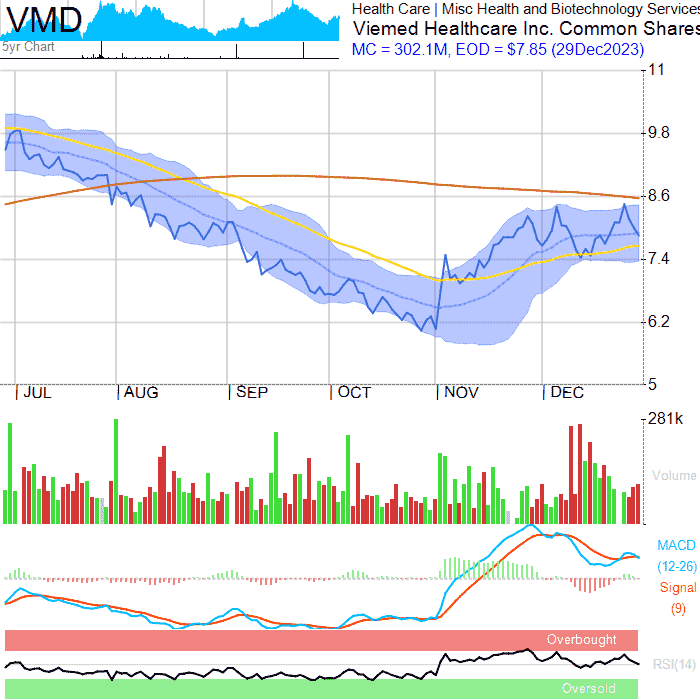 VMD
5yr Chart
Health Care | Misc Health and Biotechnology Services
Viemed Healthcare Inc. Common Shares
MC = 302.1M, EOD = $7.85 (29Dec2023)
11
9.8
8.6
7.4
6.2
5
JUL AUG SEP OCT NOV DEC
281k
Volume
MACD
(12-26)
Signal
(9)
Overbought
RSI(14)
Oversold